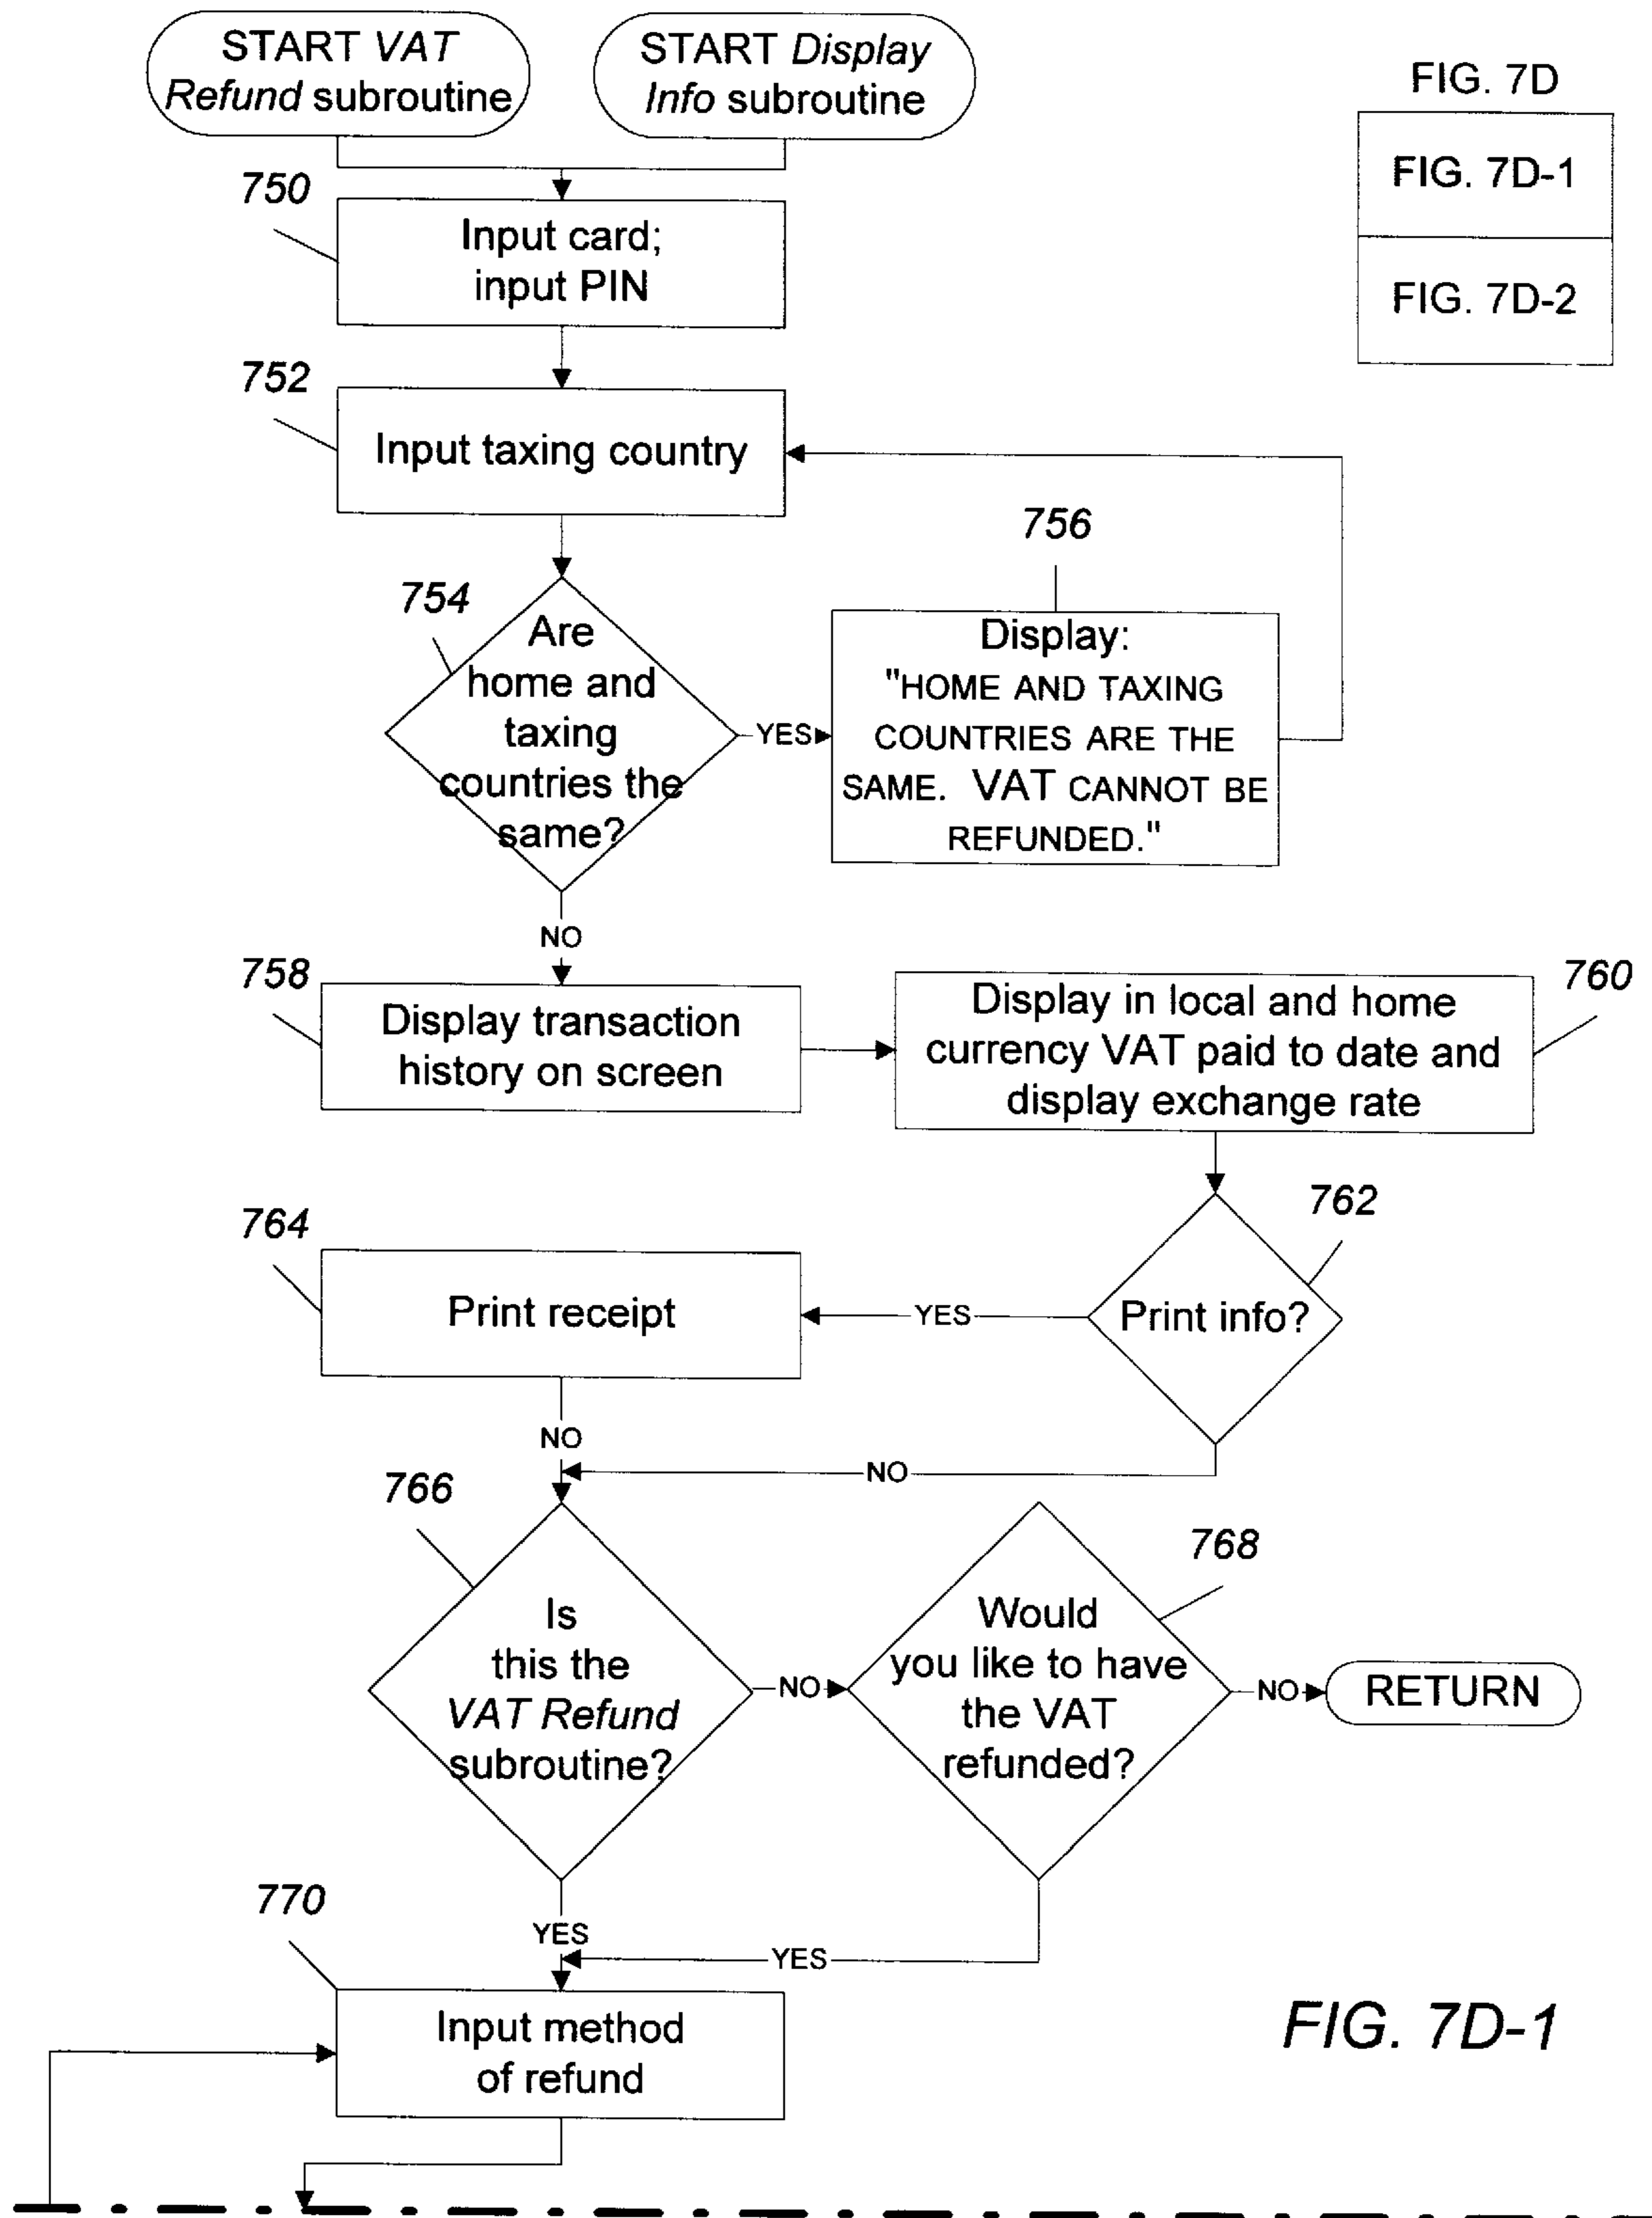 START VAT
Refund subroutine
START Display
Info subroutine
FIG. 7D
FIG. 7D-1
FIG. 7D-2
750
Input card;
input PIN
752
Input taxing country
754
Are
home and
taxing
countries the
same?
YES
756
Display:
"HOME AND TAXING
COUNTRIES ARE THE
SAME. VAT CANNOT BE
REFUNDED."
NO
758
Display transaction
history on screen
760
Display in local and home
currency VAT paid to date and
display exchange rate
762
Print info?
YES
764
Print receipt
NO
NO
766
Is
this the
VAT Refund
subroutine?
NO
768
Would
you like to have
the VAT
refunded?
NO
RETURN
YES
YES
770
Input method
of refund
FIG. 7D-1